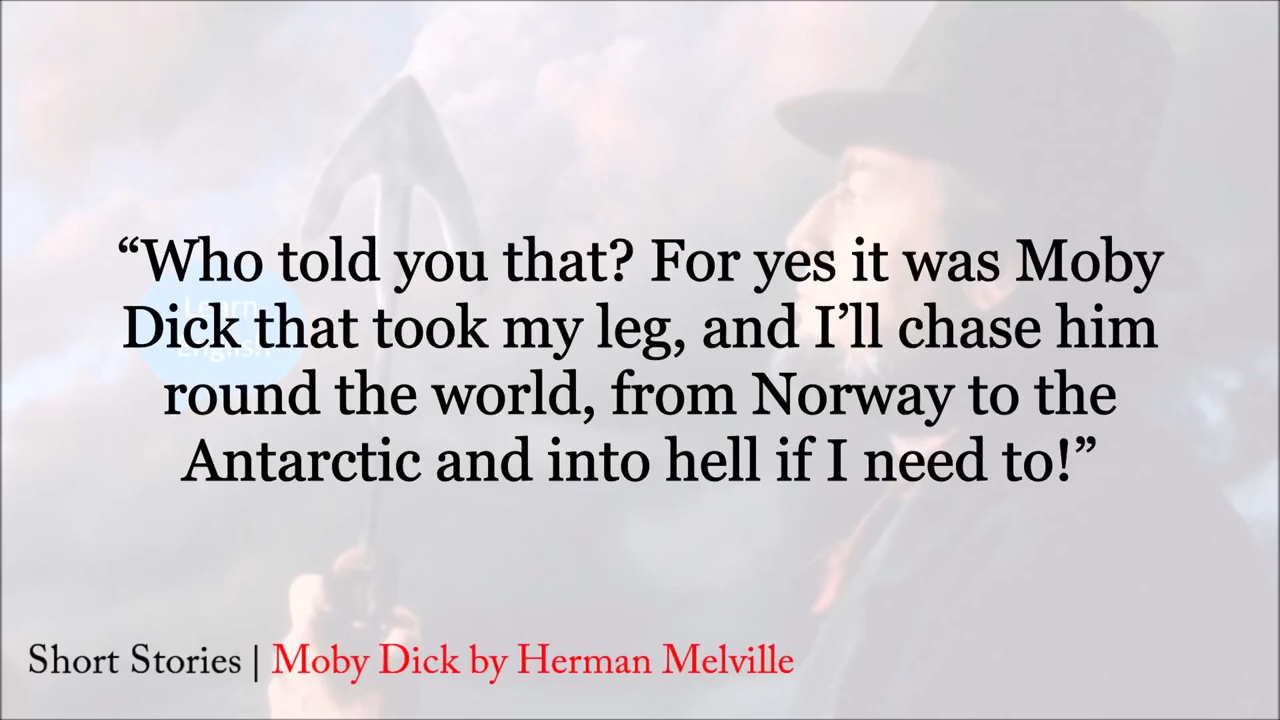 “Who told you that? For yes it was Moby
Dick that took my leg, and I’ll chase him
round the world, from Norway to the
Antarctic and into hell if I need to!”
Learn
English
Short Stories | Moby Dick by Herman Melville